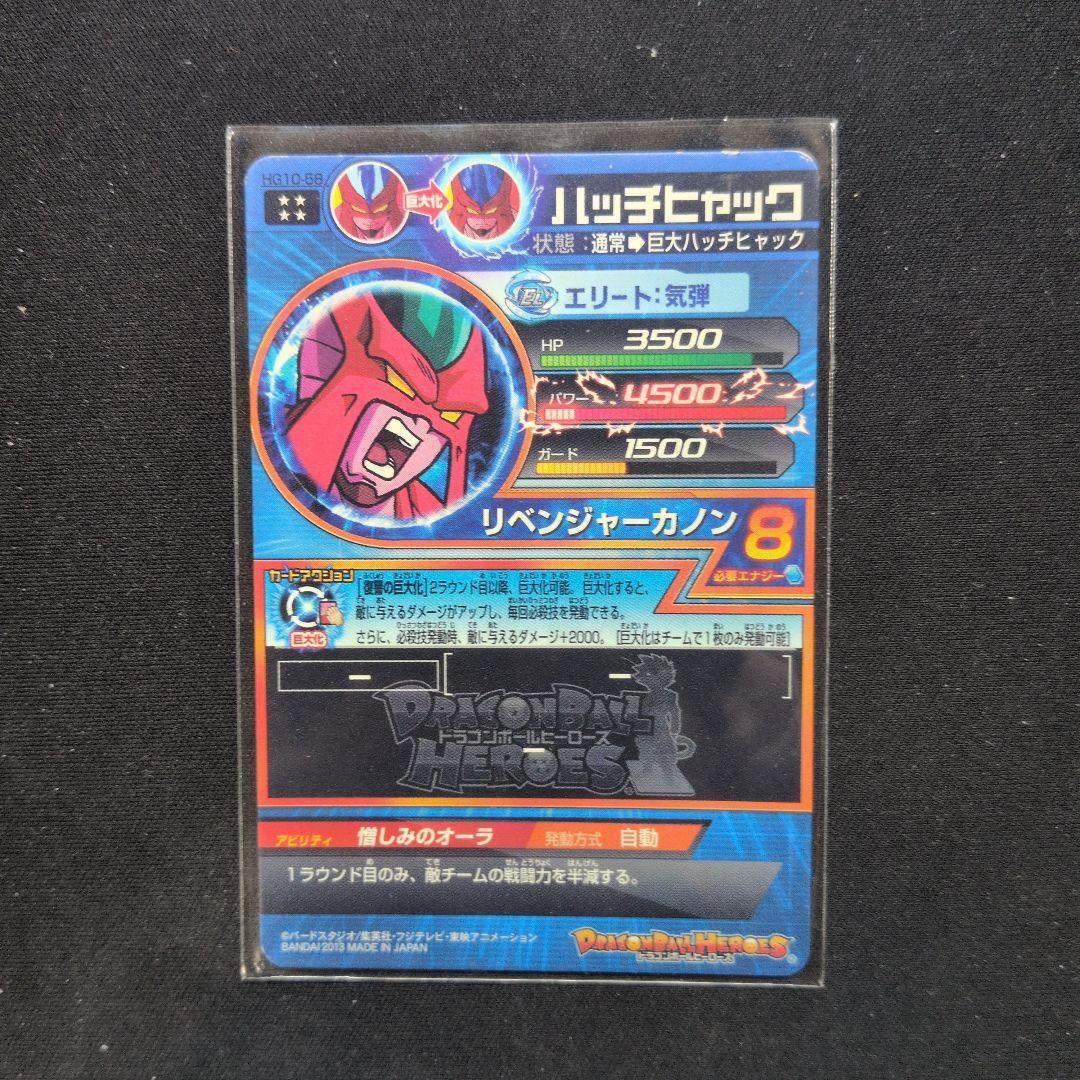 HG10-58
★★
★★
巨大化
ハッチヒャック
状態：通常➡巨大ハッチヒャック
EL
エリート：気弾
HP 3500
パワー 4500
ガード 1500
リベンジャーカノン 8
必要エナジー
カードアクション
巨大化
[復讐の巨大化]2ラウンド目以降、巨大化可能。巨大化すると、
敵に与えるダメージがアップし、毎回必殺技を発動できる。
さらに、必殺技発動時、敵に与えるダメージ+2000。[巨大化はチームで1枚のみ発動可能]
ー ー
DRAGON BALL
ドラゴンボールヒーローズ
HEROES
ー
アビリティ 憎しみのオーラ 発動方式 自動
1ラウンド目のみ、敵チームの戦闘力を半減する。
©バードスタジオ/集英社・フジテレビ・東映アニメーション
BANDAI 2013 MADE IN JAPAN
DRAGON BALL HEROES
ドラゴンボールヒーローズ